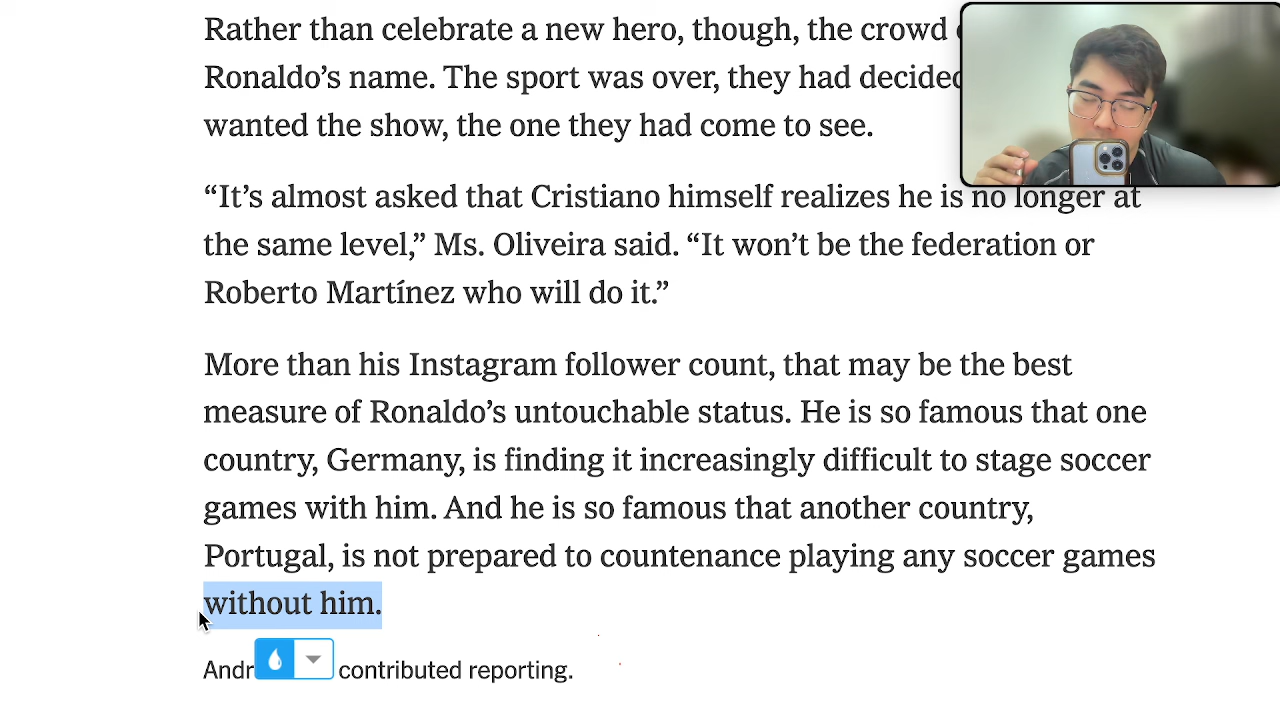 Rather than celebrate a new hero, though, the crowd
Ronaldo’s name. The sport was over, they had decided
wanted the show, the one they had come to see.
“It’s almost asked that Cristiano himself realizes he is no longer at
the same level,” Ms. Oliveira said. “It won’t be the federation or
Roberto Martínez who will do it.”
More than his Instagram follower count, that may be the best
measure of Ronaldo’s untouchable status. He is so famous that one
country, Germany, is finding it increasingly difficult to stage soccer
games with him. And he is so famous that another country,
Portugal, is not prepared to countenance playing any soccer games
without him.
contributed reporting.